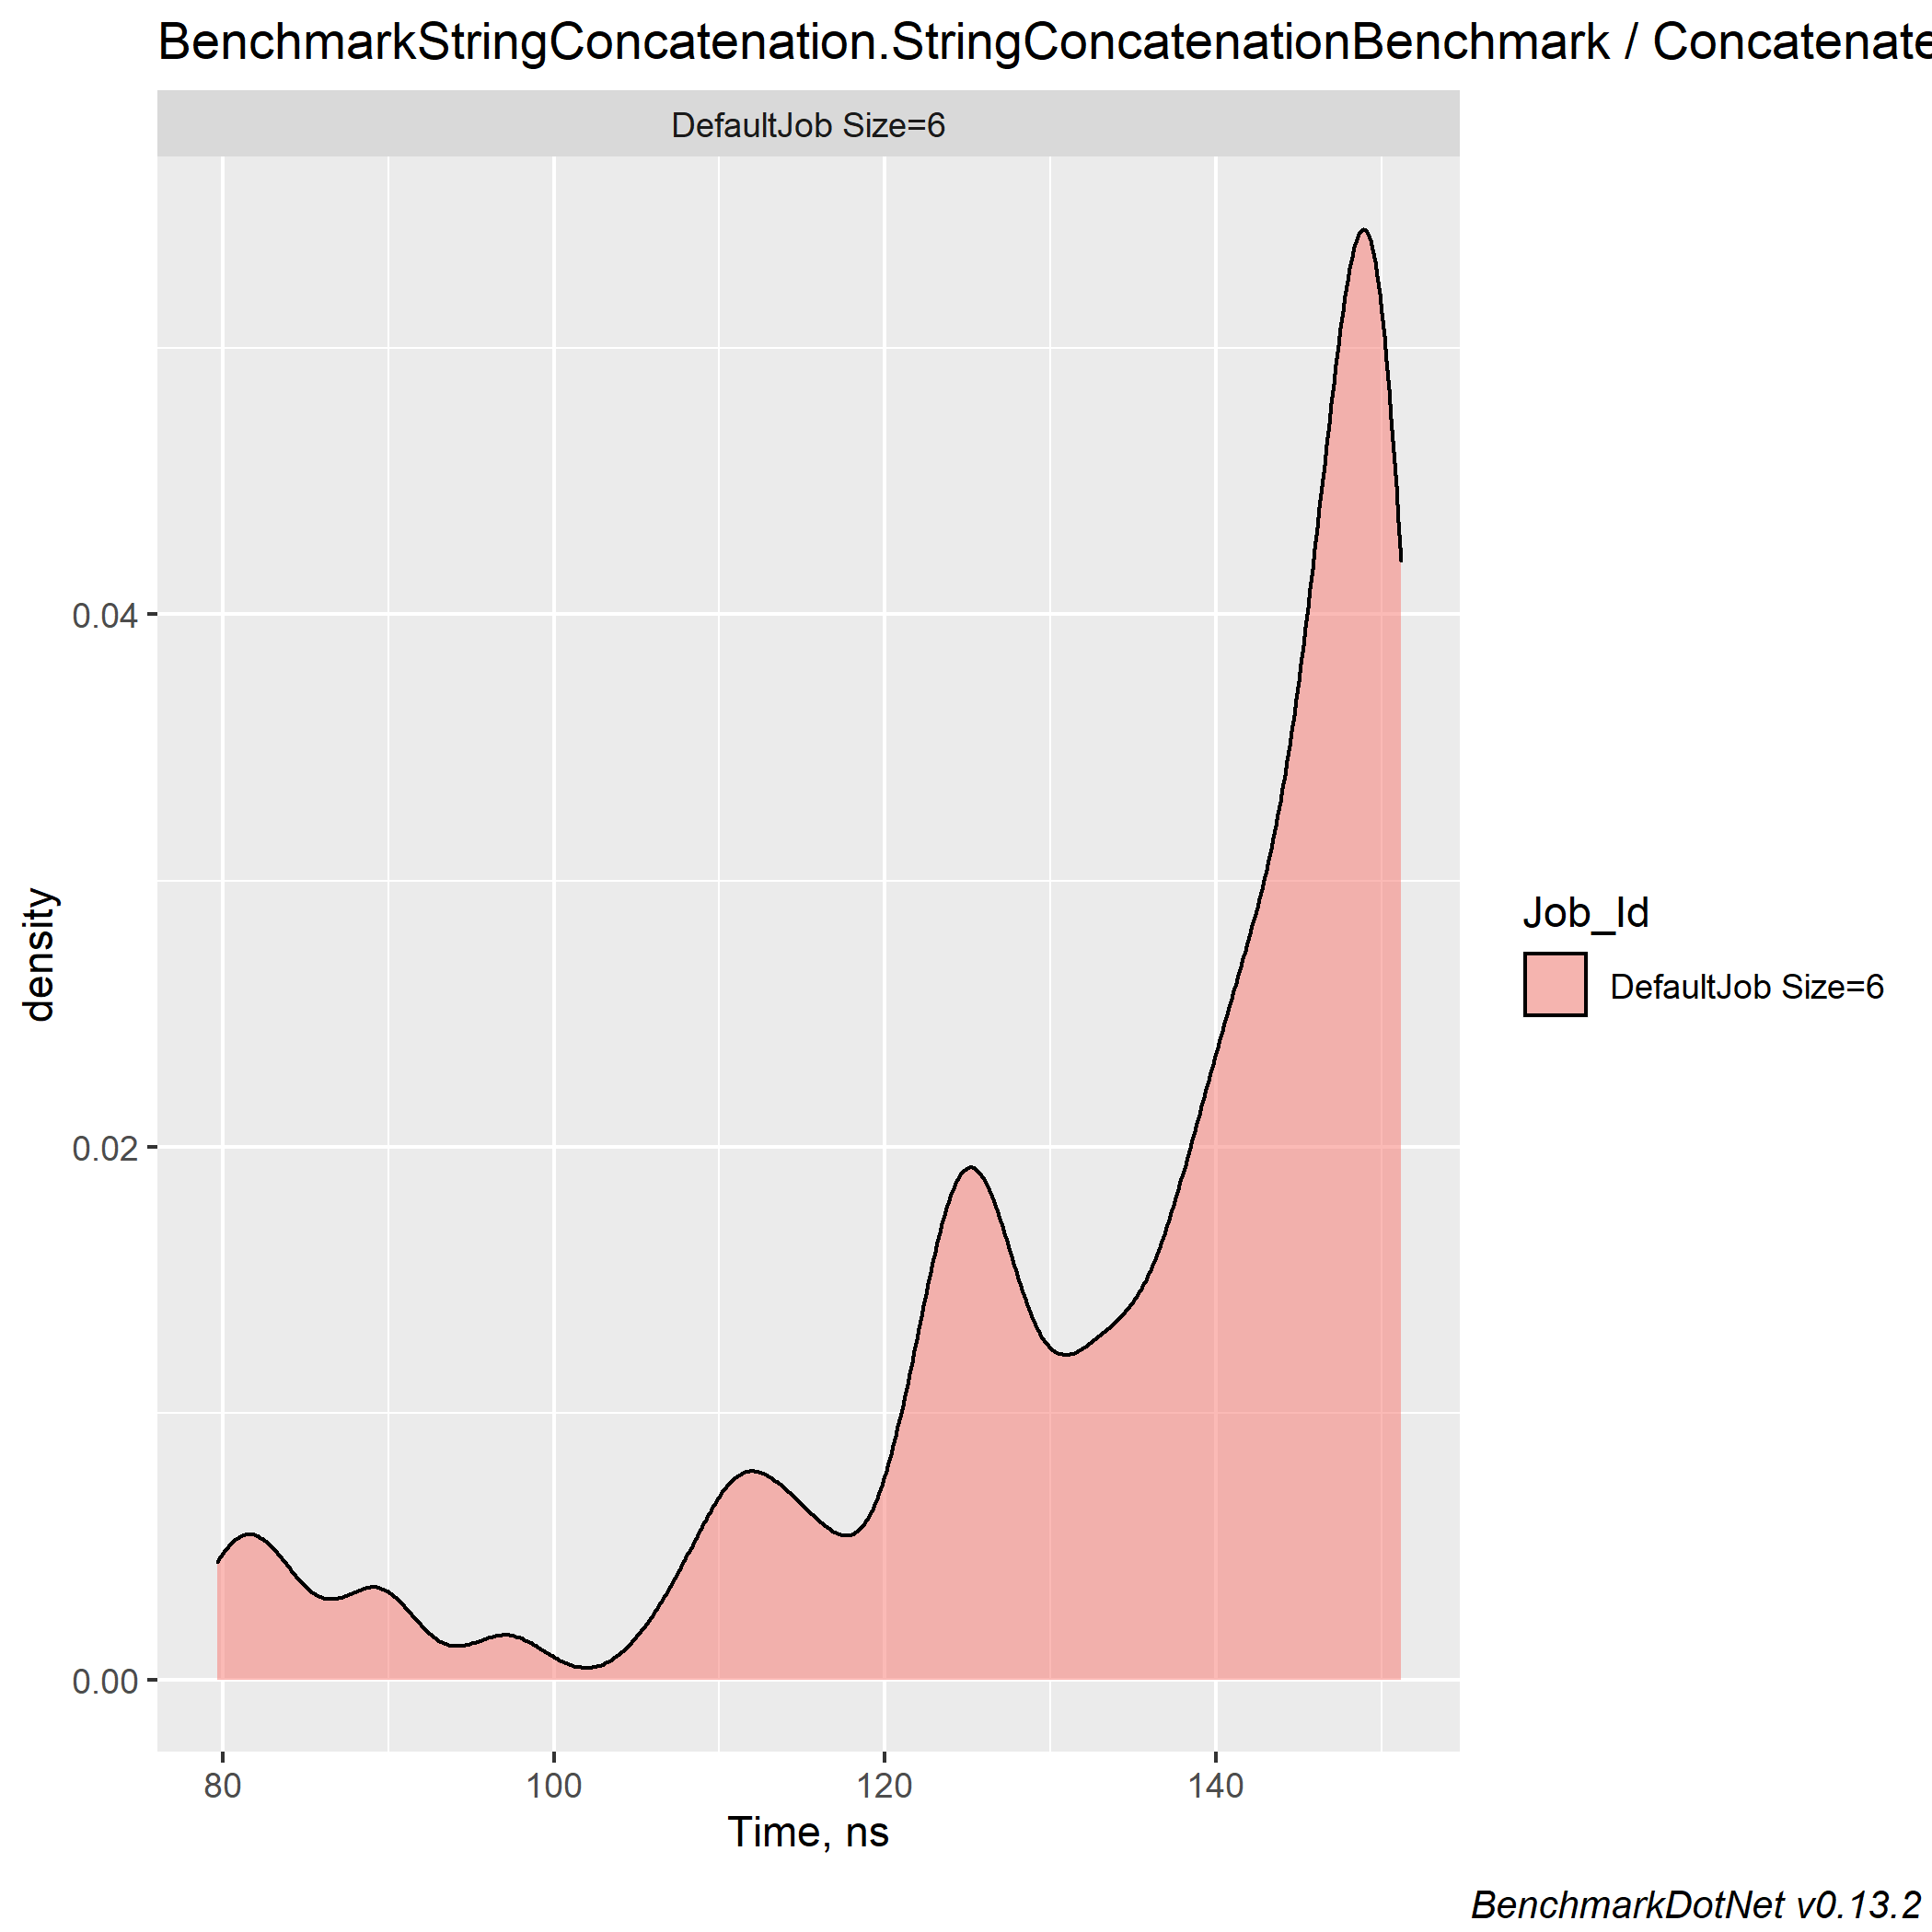 BenchmarkStringConcatenation.StringConcatenationBenchmark / Concatenate
DefaultJob Size=6
0.04
0.02
0.00
density
80 100 120 140
Time, ns
Job_Id
DefaultJob Size=6
BenchmarkDotNet v0.13.2